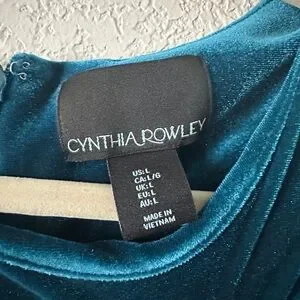 CYNTHIA ROWLEY
US: L
CA: L/G
UK: L
EU: L
AU: L
MADE IN
VIETNAM